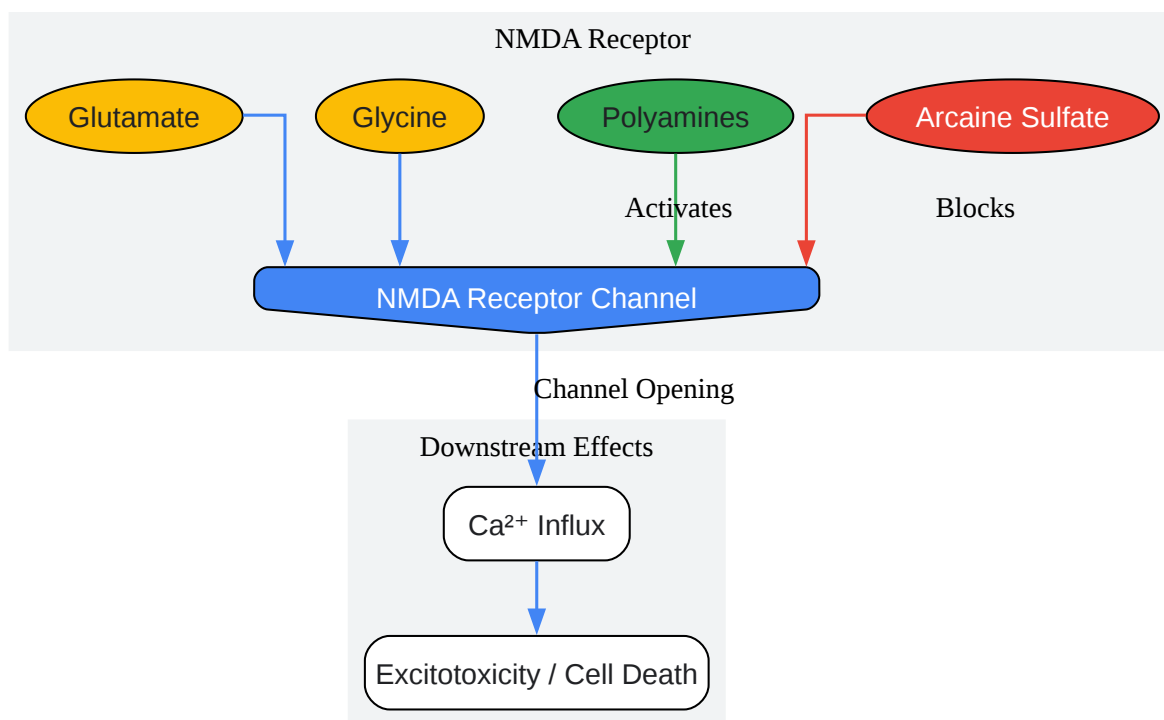 NMDA Receptor
Glutamate
Glycine
Polyamines
Arcaine Sulfate
Activates
Blocks
NMDA Receptor Channel
Channel Opening
Downstream Effects
Ca²⁺ Influx
Excitotoxicity / Cell Death